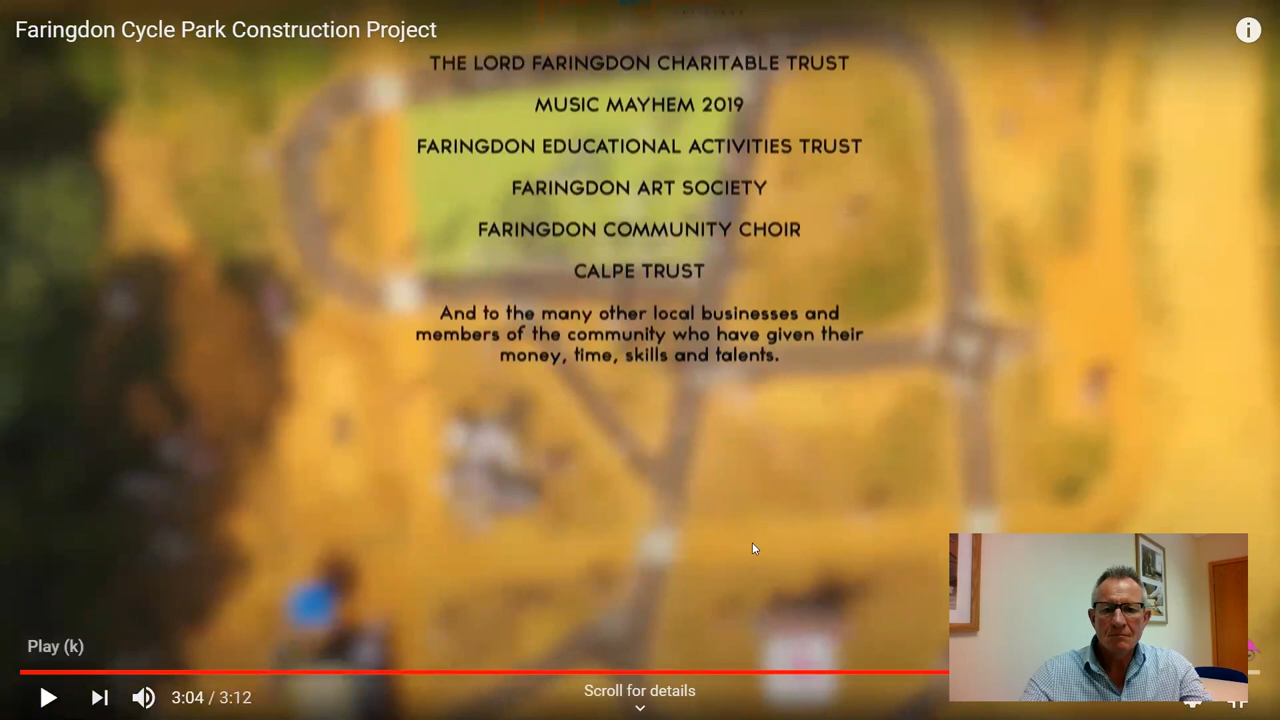 Faringdon Cycle Park Construction Project
THE LORD FARINGDON CHARITABLE TRUST
MUSIC MAYHEM 2019
FARINGDON EDUCATIONAL ACTIVITIES TRUST
FARINGDON ART SOCIETY
FARINGDON COMMUNITY CHOIR
CALPE TRUST
And to the many other local businesses and
members of the community who have given their
money, time, skills and talents.
Play (k)
3:04 / 3:12
Scroll for details